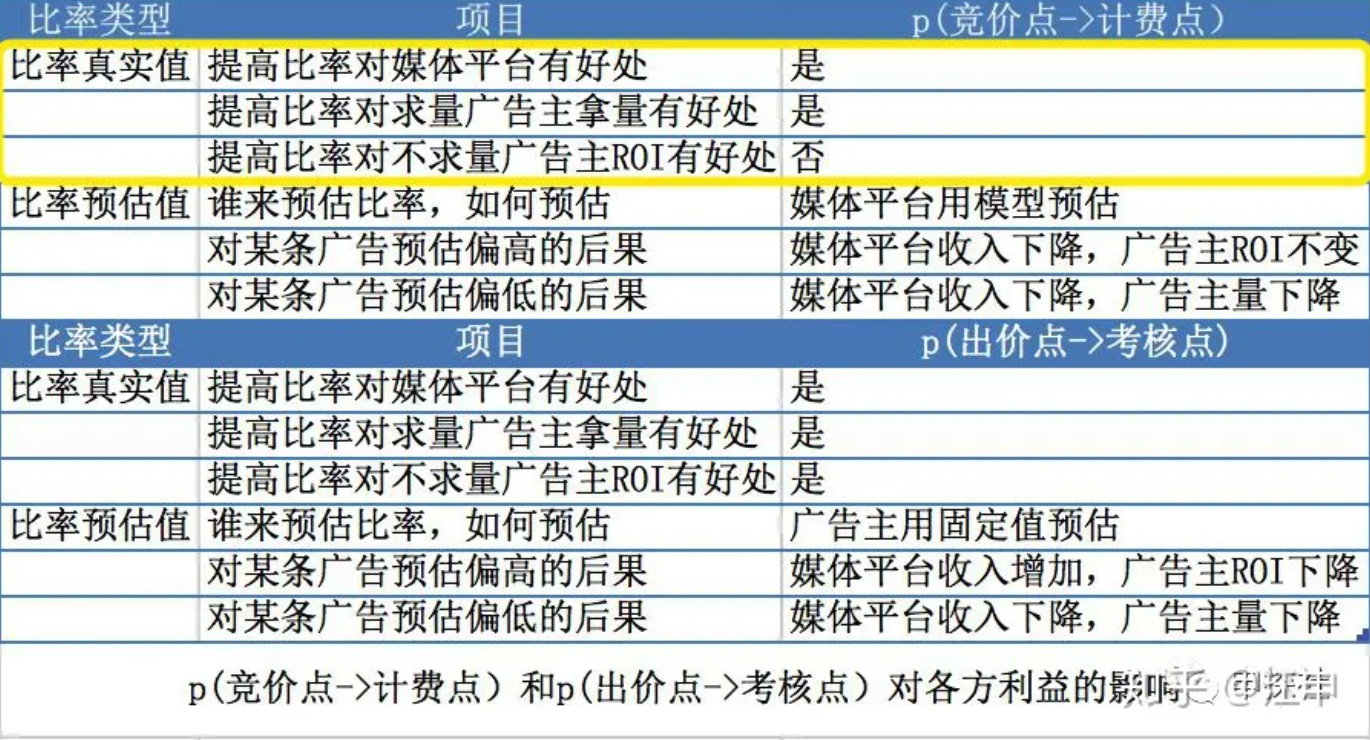 比率类型 项目 p(竞价点->计费点)
比率真实值 提高比率对媒体平台有好处 是
提高比率对求量广告主拿量有好处 是
提高比率对不求量广告主ROI有好处 否
比率预估值 谁来预估比率，如何预估 媒体平台用模型预估
对某条广告预估偏高的后果 媒体平台收入下降，广告主ROI不变
对某条广告预估偏低的后果 媒体平台收入下降，广告主量下降
比率类型 项目 p(出价点->考核点)
比率真实值 提高比率对媒体平台有好处 是
提高比率对求量广告主拿量有好处 是
提高比率对不求量广告主ROI有好处 是
比率预估值 谁来预估比率，如何预估 广告主用固定值预估
对某条广告预估偏高的后果 媒体平台收入增加，广告主ROI下降
对某条广告预估偏低的后果 媒体平台收入下降，广告主量下降
p(竞价点->计费点) 和p(出价点->考核点) 对各方利益的影响